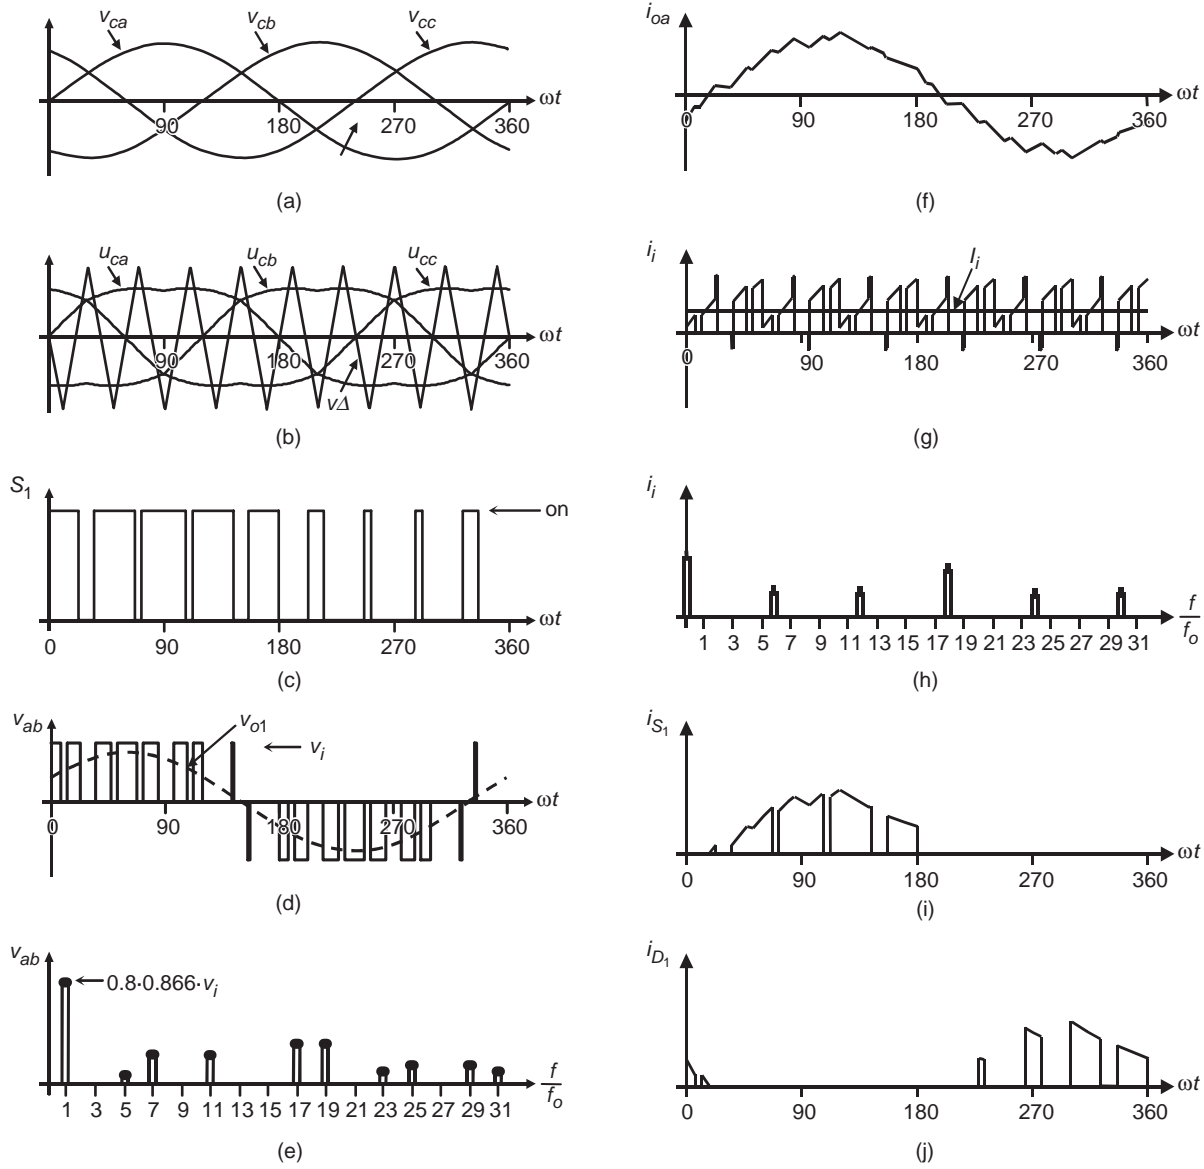 v_ca v_cb v_cc
ωt
90 180 270 360
(a)
u_ca u_cb u_cc
ωt
90 180 270 360
vΔ
(b)
S_1
on
ωt
0 90 180 270 360
(c)
v_ab
v_o1
v_i
ωt
0 90 180 270 360
(d)
v_ab
0.8·0.866·v_i
f/f_o
1 3 5 7 9 11 13 15 17 19 21 23 25 27 29 31
(e)
i_oa
ωt
0 90 180 270 360
(f)
i_i
I_i
ωt
0 90 180 270 360
(g)
i_i
f/f_o
1 3 5 7 9 11 13 15 17 19 21 23 25 27 29 31
(h)
i_S1
ωt
0 90 180 270 360
(i)
i_D1
ωt
0 90 180 270 360
(j)